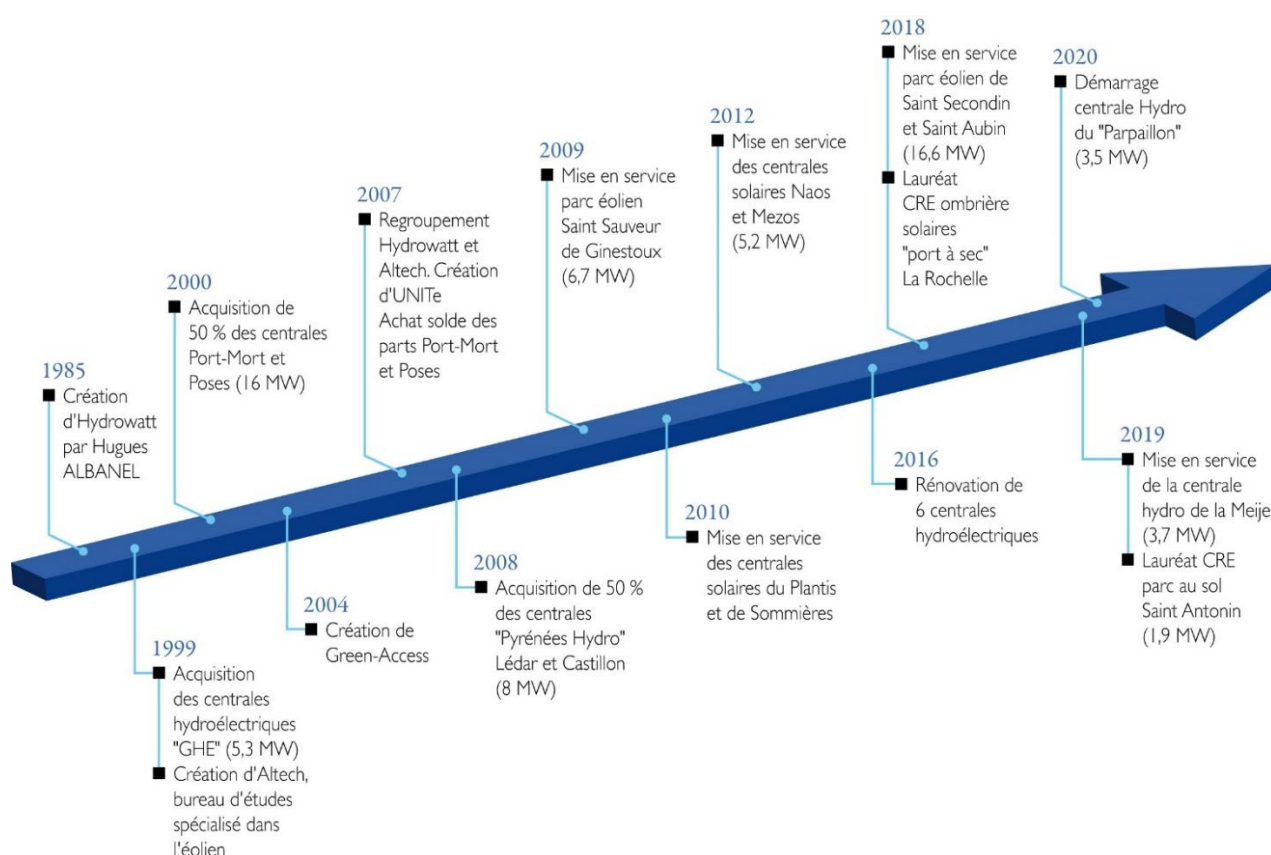 1985
Création
d'Hydrowatt
par Hugues
ALBANEL
1999
Acquisition
des centrales
hydroélectriques
"GHE" (5,3 MW)
Création d'Altech,
bureau d'études
spécialisé dans
l'éolien
2000
Acquisition de
50 % des centrales
Port-Mort et
Poses (16 MW)
2004
Création de
Green-Access
2007
Regroupement
Hydrowatt et
Altech. Création
d'UNITe
Achat solde des
parts Port-Mort
et Poses
2008
Acquisition de 50 %
des centrales
"Pyrénées Hydro"
Lédar et Castillon
(8 MW)
2009
Mise en service
parc éolien
Saint Sauveur
de Ginestoux
(6,7 MW)
2010
Mise en service
des centrales
solaires du Plantis
et de Sommières
2012
Mise en service
des centrales
solaires Naos
et Mezos
(5,2 MW)
2016
Rénovation de
6 centrales
hydroélectriques
2018
Mise en service
parc éolien de
Saint Secondin
et Saint Aubin
(16,6 MW)
Lauréat
CRE ombrière
solaires
"port à sec"
La Rochelle
2019
Mise en service
de la centrale
hydro de la Meije
(3,7 MW)
Lauréat CRE
parc au sol
Saint Antonin
(1,9 MW)
2020
Démarrage
centrale Hydro
du "Parpaillon"
(3,5 MW)